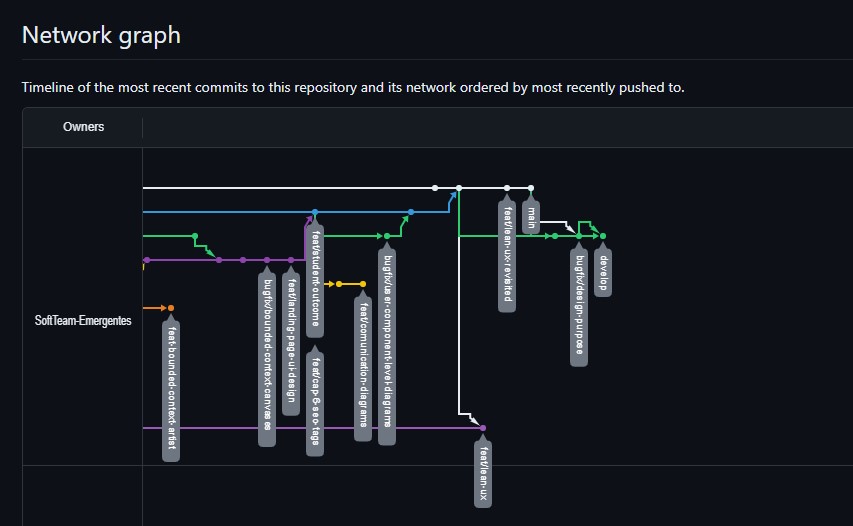 Network graph
Timeline of the most recent commits to this repository and its network ordered by most recently pushed to.
Owners
SoftTeam-Emergentes
feat-bounded-context-artist
bugfix/bounded-context-canvases
feat/landing-page-ui-design
feat/student-outcome
feat/cap-6-seo-tags
feat/comunication-diagrams
bugfix/user-component-level-diagrams
feat/lean-ux
feat/lean-ux-revisited
main
bugfix/design-purpose
develop